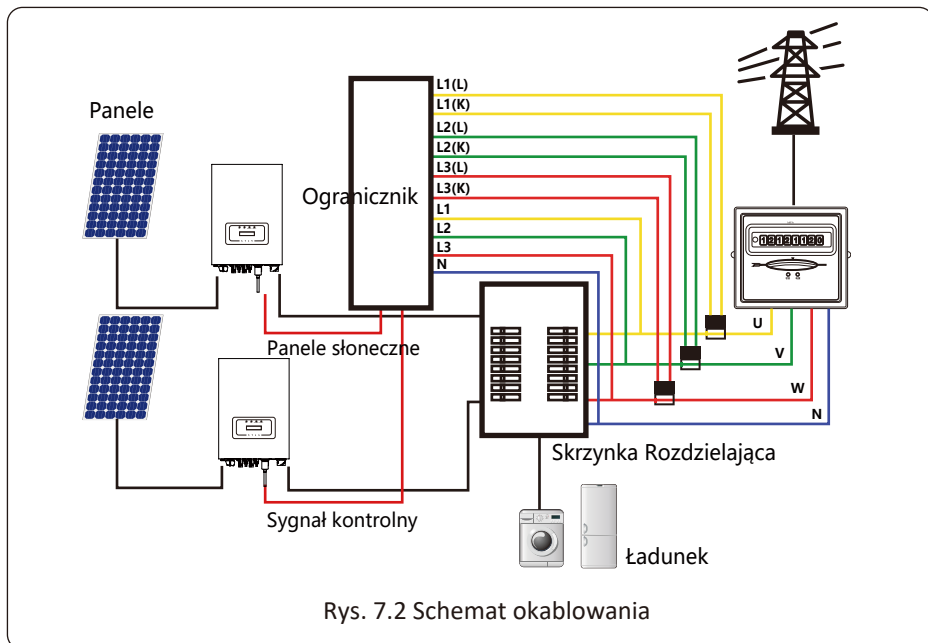 Panele
Ogranicznik
L1(L)
L1(K)
L2(L)
L2(K)
L3(L)
L3(K)
L1
L2
L3
N
12121120
U
V
W
N
Panele słoneczne
Skrzynka Rozdzielająca
Sygnał kontrolny
Ładunek
Rys. 7.2 Schemat okablowania